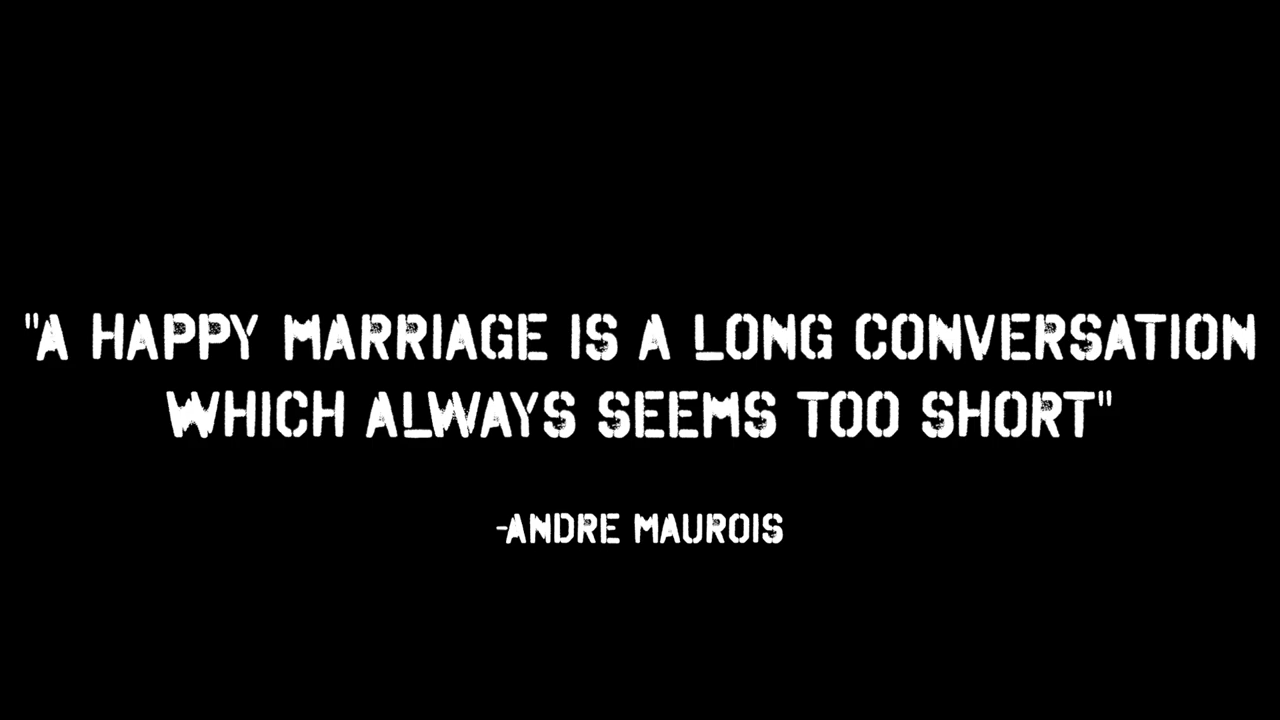 "A HAPPY MARRIAGE IS A LONG CONVERSATION
WHICH ALWAYS SEEMS TOO SHORT"
-ANDRE MAUROIS